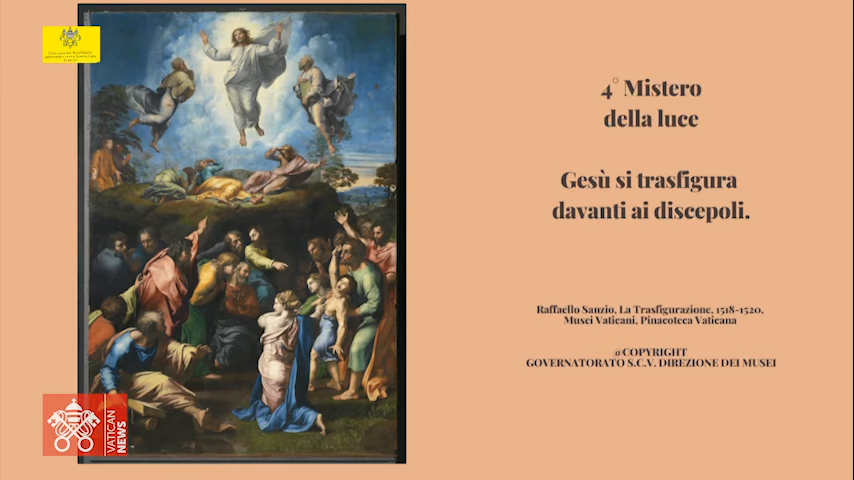 4° Mistero
della luce
Gesù si trasfigura
davanti ai discepoli.
Raffaello Sanzio, La Trasfigurazione, 1518-1520,
Musei Vaticani, Pinacoteca Vaticana
@COPYRIGHT
GOVERNATORATO S.C.V. DIREZIONE DEI MUSEI
VATICAN
NEWS